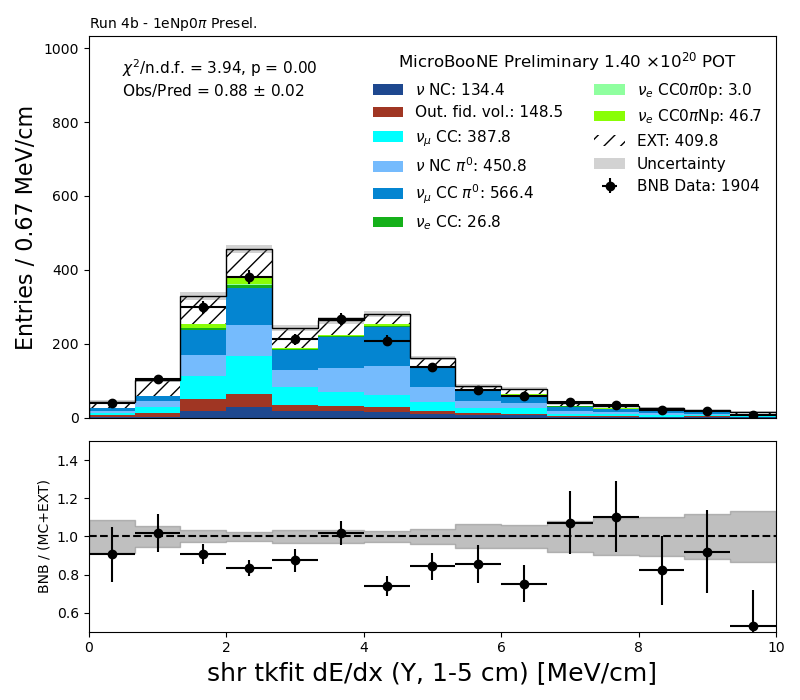 Run 4b - 1eNp0π Presel.
χ²/n.d.f. = 3.94, p = 0.00
Obs/Pred = 0.88 ± 0.02
MicroBooNE Preliminary 1.40 ×10²⁰ POT
ν NC: 134.4
Out. fid. vol.: 148.5
ν_μ CC: 387.8
ν NC π⁰: 450.8
ν_μ CC π⁰: 566.4
ν_e CC: 26.8
ν_e CC0π0p: 3.0
ν_e CC0πNp: 46.7
EXT: 409.8
Uncertainty
BNB Data: 1904
Entries / 0.67 MeV/cm
1000
800
600
400
200
0
BNB / (MC+EXT)
1.4
1.2
1.0
0.8
0.6
0 2 4 6 8 10
shr tkfit dE/dx (Y, 1-5 cm) [MeV/cm]